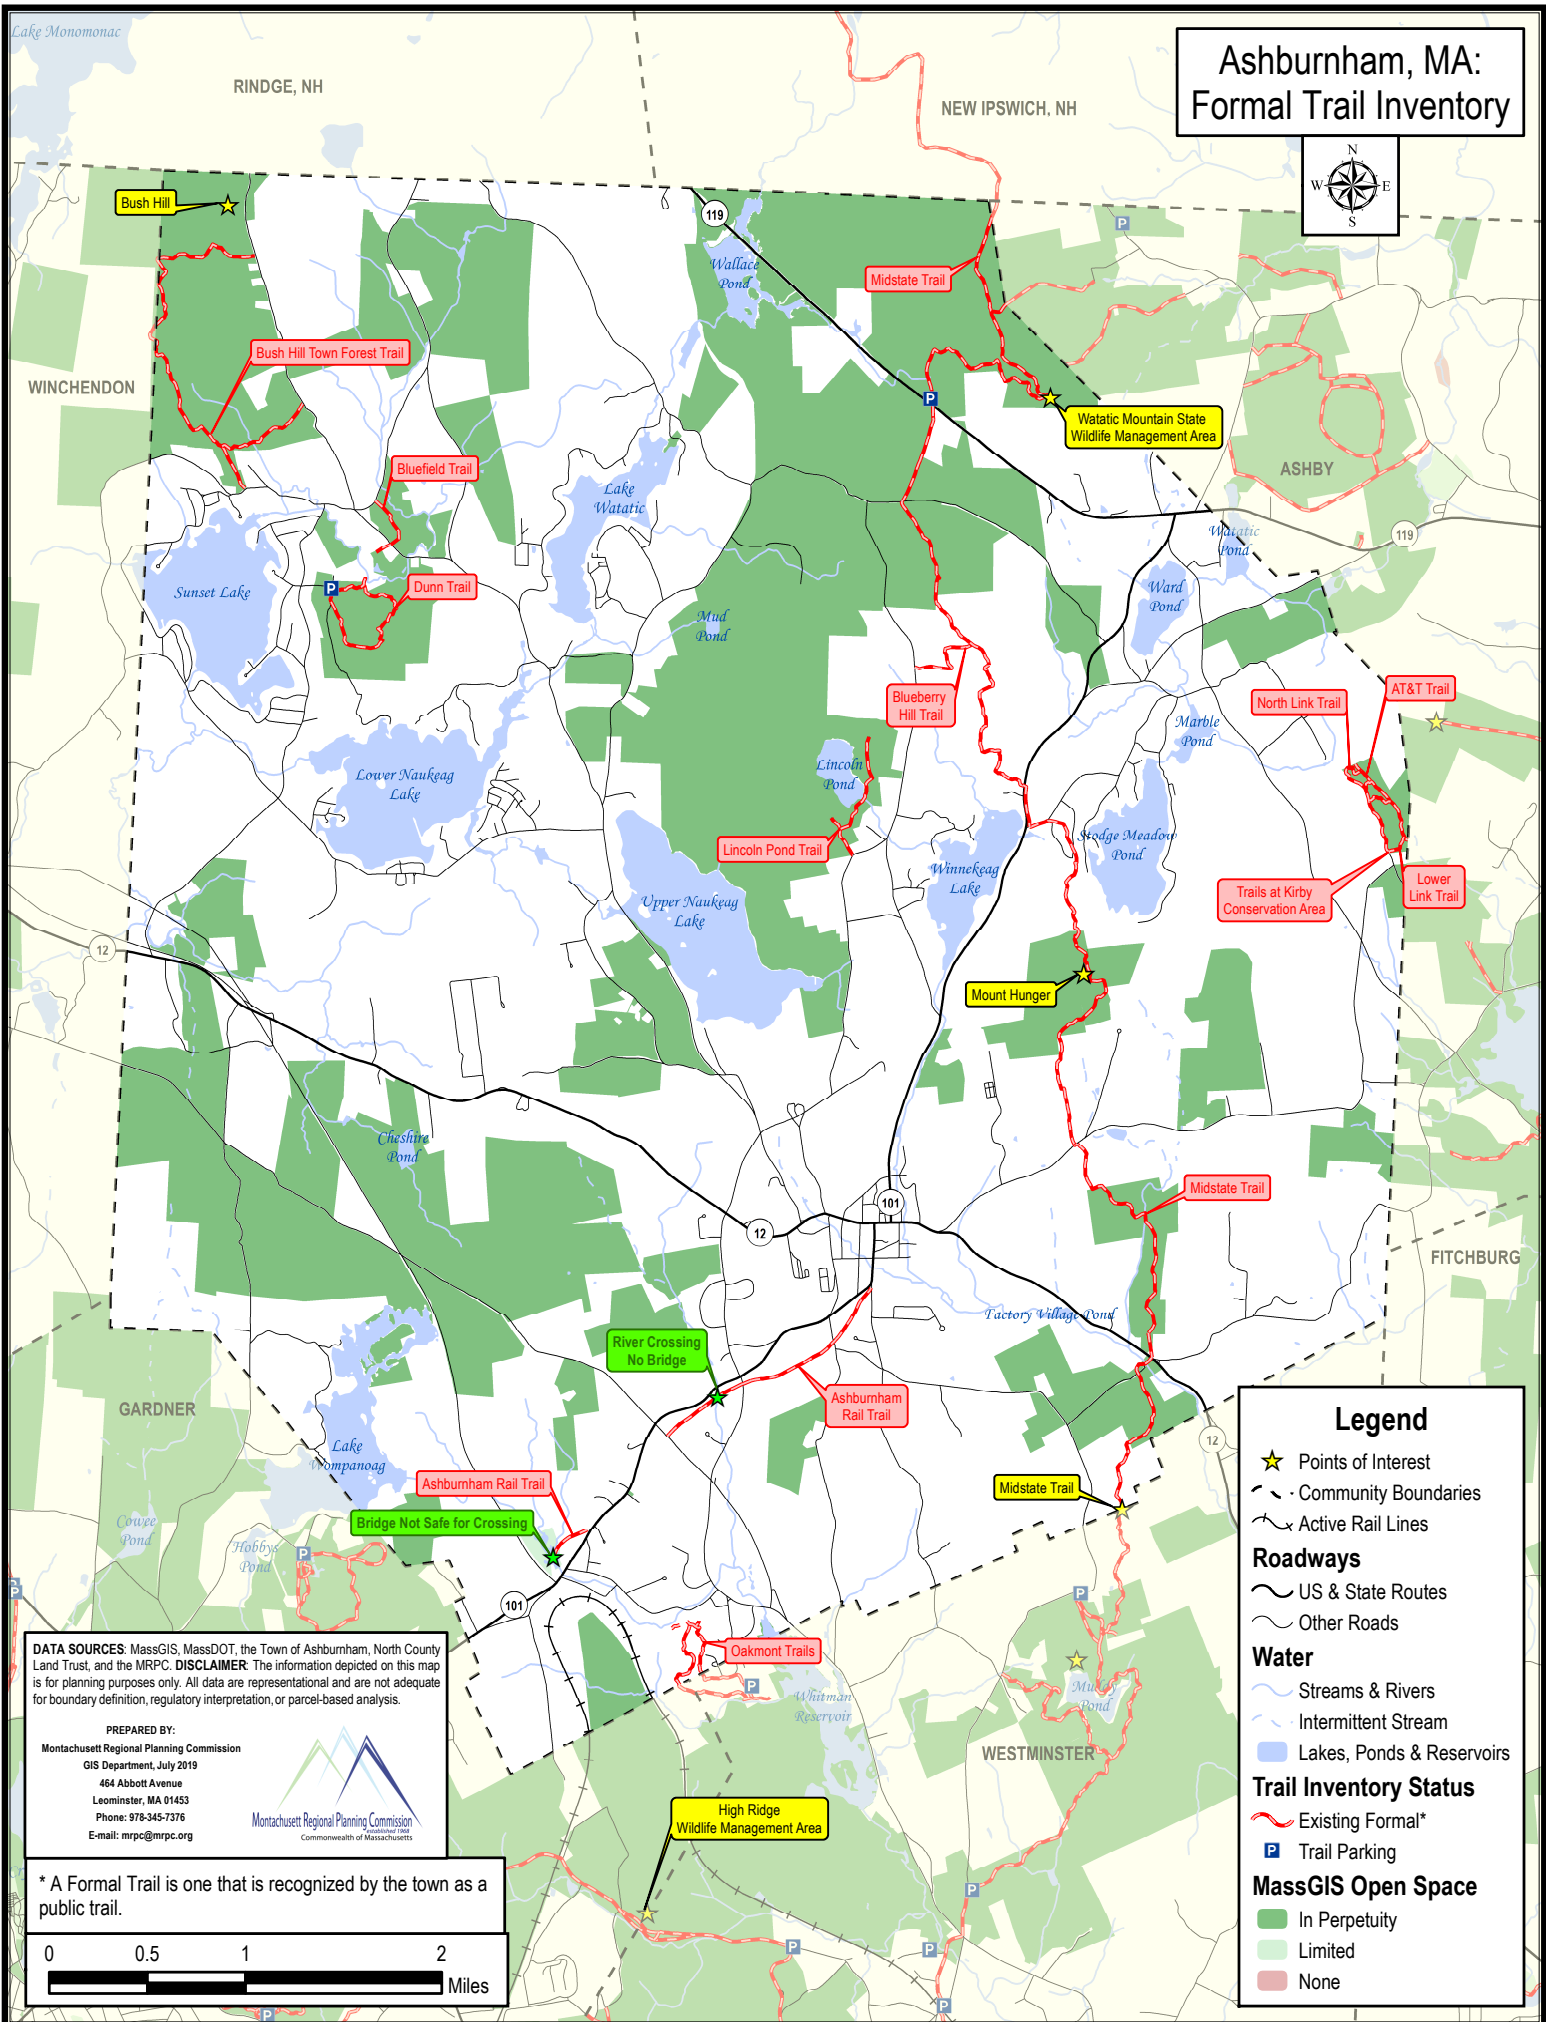 Ashburnham, MA:
Formal Trail Inventory
N
W
E
S
Lake Monomonac
RINDGE, NH
NEW IPSWICH, NH
Bush Hill
119
Wallace
Pond
Midstate Trail
P
Bush Hill Town Forest Trail
WINCHENDON
P
Watatic Mountain State
Wildlife Management Area
Bluefield Trail
ASHBY
Lake
Watatic
Watatic
Pond
119
Sunset Lake
P
Dunn Trail
Ward
Pond
Mud
Pond
Blueberry
Hill Trail
North Link Trail
AT&T Trail
Marble
Pond
Lower Naukeag
Lake
Lincoln
Pond
Lincoln Pond Trail
Stodge Meadow
Pond
Winnekeag
Lake
Upper Naukeag
Lake
Trails at Kirby
Conservation Area
Lower
Link Trail
12
Mount Hunger
Cheshire
Pond
Midstate Trail
101
12
FITCHBURG
Factory Village Pond
River Crossing
No Bridge
GARDNER
Ashburnham
Rail Trail
Lake
Wompanoag
12
Ashburnham Rail Trail
Midstate Trail
Bridge Not Safe for Crossing
Cowee
Pond
Hobbys
Pond
P
P
P
101
Oakmont Trails
P
Whitman
Reservoir
Muddy
Pond
WESTMINSTER
High Ridge
Wildlife Management Area
P
P
P
P
P
Legend
Points of Interest
Community Boundaries
Active Rail Lines
Roadways
US & State Routes
Other Roads
Water
Streams & Rivers
Intermittent Stream
Lakes, Ponds & Reservoirs
Trail Inventory Status
Existing Formal*
P Trail Parking
MassGIS Open Space
In Perpetuity
Limited
None
DATA SOURCES: MassGIS, MassDOT, the Town of Ashburnham, North County
Land Trust, and the MRPC. DISCLAIMER: The information depicted on this map
is for planning purposes only. All data are representational and are not adequate
for boundary definition, regulatory interpretation, or parcel-based analysis.
PREPARED BY:
Montachusett Regional Planning Commission
GIS Department, July 2019
464 Abbott Avenue
Leominster, MA 01453
Phone: 978-345-7376
E-mail: mrpc@mrpc.org
Montachusett Regional Planning Commission
established 1968
Commonwealth of Massachusetts
* A Formal Trail is one that is recognized by the town as a
public trail.
0 0.5 1 2
Miles